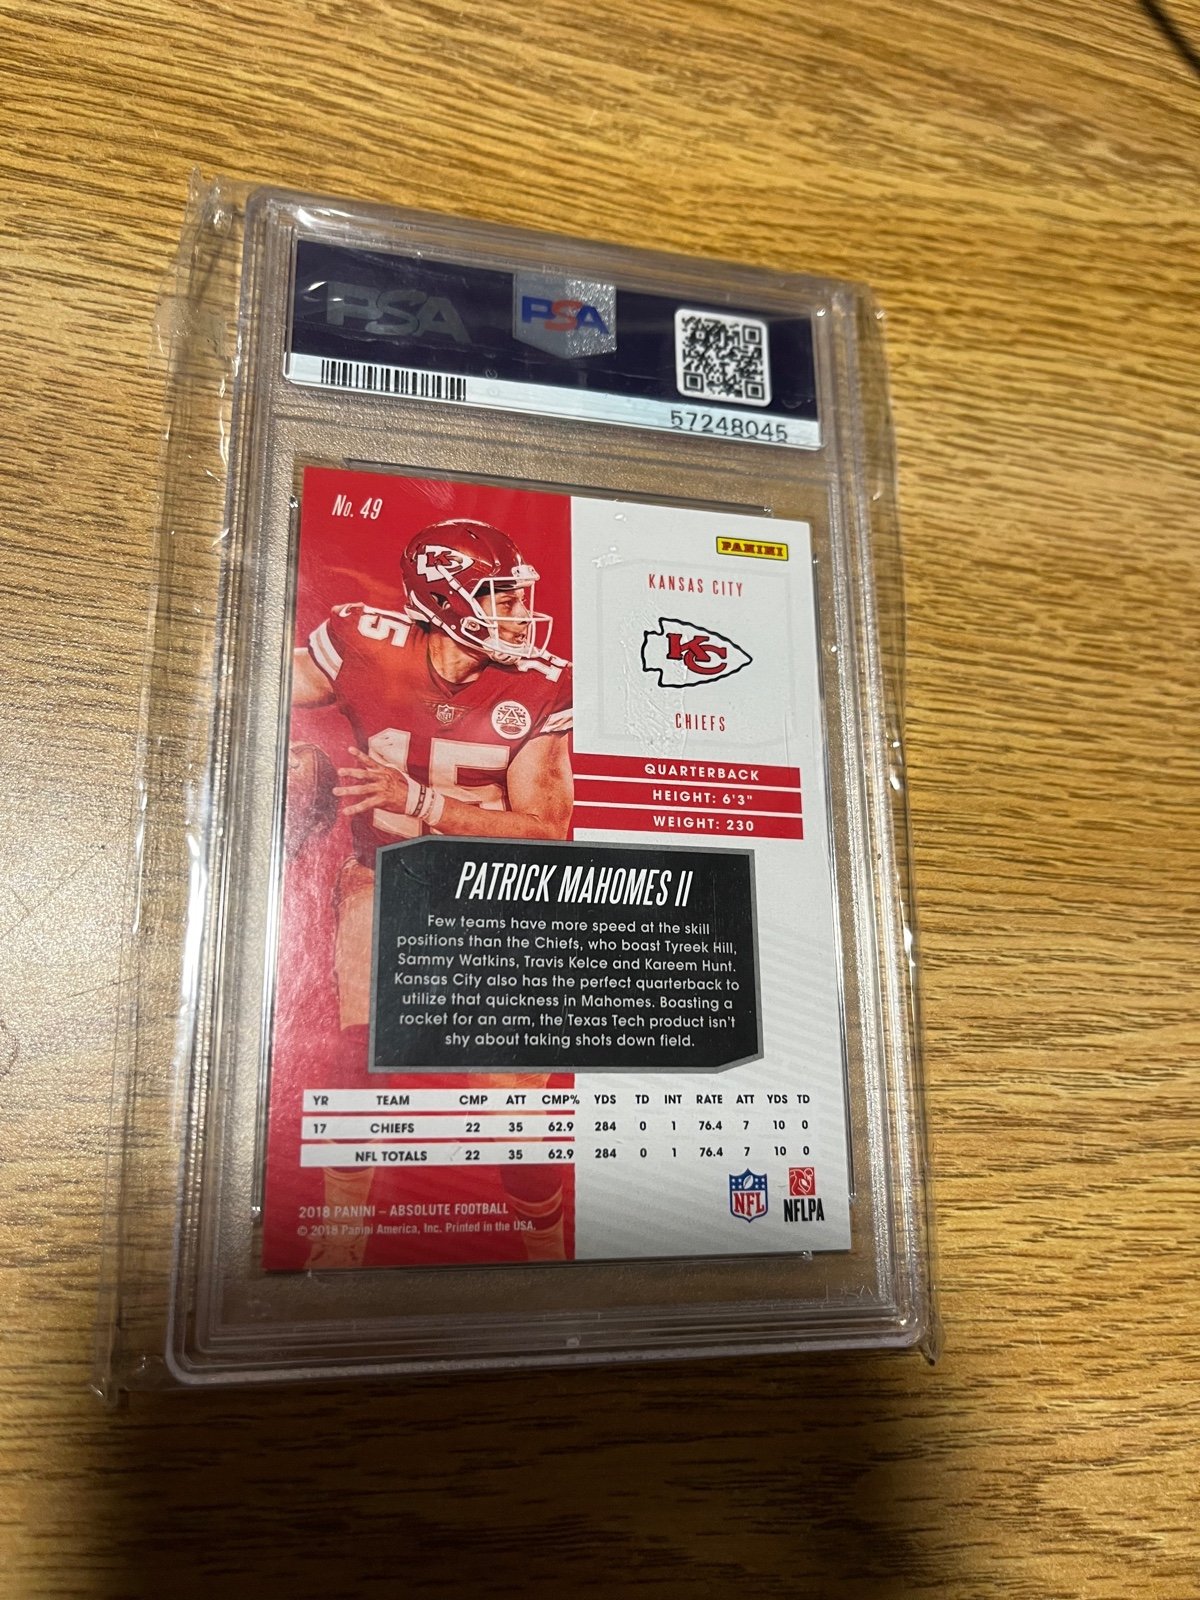 PSA
PSA
57248045
No. 49
PANINI
KC
15
15
15
KANSAS CITY
KC
CHIEFS
QUARTERBACK
HEIGHT: 6'3"
WEIGHT: 230
PATRICK MAHOMES II
Few teams have more speed at the skill
positions than the Chiefs, who boast Tyreek Hill,
Sammy Watkins, Travis Kelce and Kareem Hunt.
Kansas City also has the perfect quarterback to
utilize that quickness in Mahomes. Boasting a
rocket for an arm, the Texas Tech product isn't
shy about taking shots down field.
YR TEAM CMP ATT CMP% YDS TD INT RATE ATT YDS TD
17 CHIEFS 22 35 62.9 284 0 1 76.4 7 10 0
NFL TOTALS 22 35 62.9 284 0 1 76.4 7 10 0
2018 PANINI – ABSOLUTE FOOTBALL
© 2018 Panini America, Inc. Printed in the USA.
NFL
NFLPA